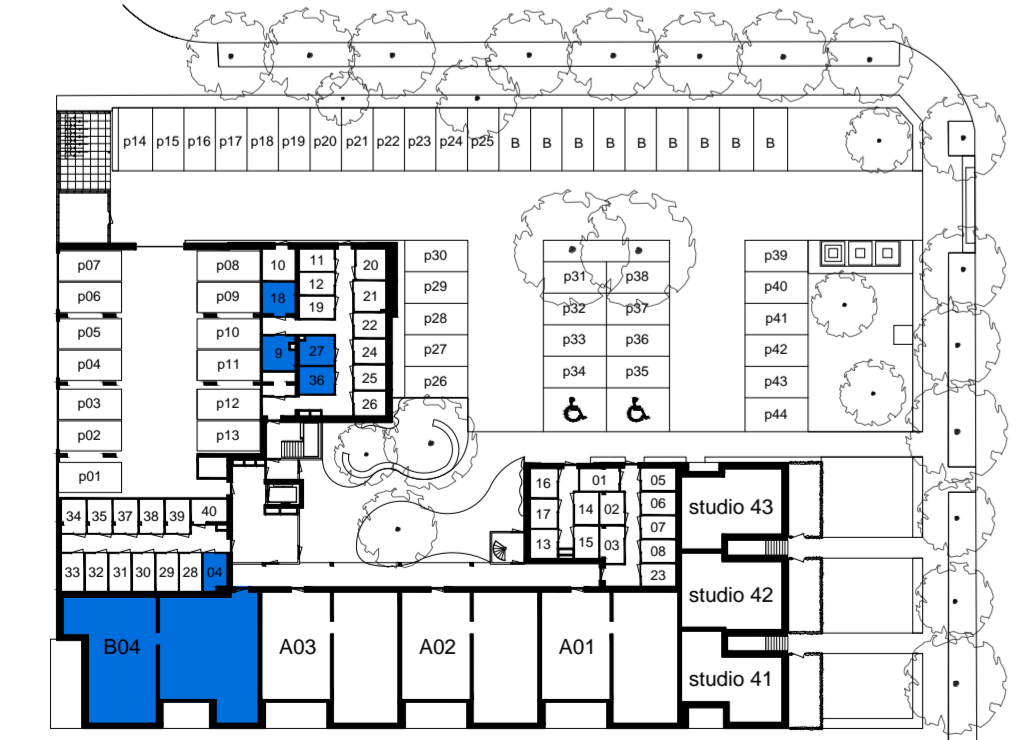 p14 p15 p16 p17 p18 p19 p20 p21 p22 p23 p24 p25 B B B B B B B B B
p07 p08 10 11 20 p30 p39
12
p31 p38
p06 p09 18 19 21 p29 p40
p05 p10 22 p28 p32 p37 p41
p04 p11 9 27 24 p27 p33 p36 p42
36 25 p26 p34 p35 p43
p03 p12 26 p44
p02 p13
p01
16 01 05
34 35 37 38 39 40 17 14 02 06 studio 43
07
13 15 03 08
33 32 31 30 29 28 04 23
studio 42
B04 A03 A02 A01
studio 41